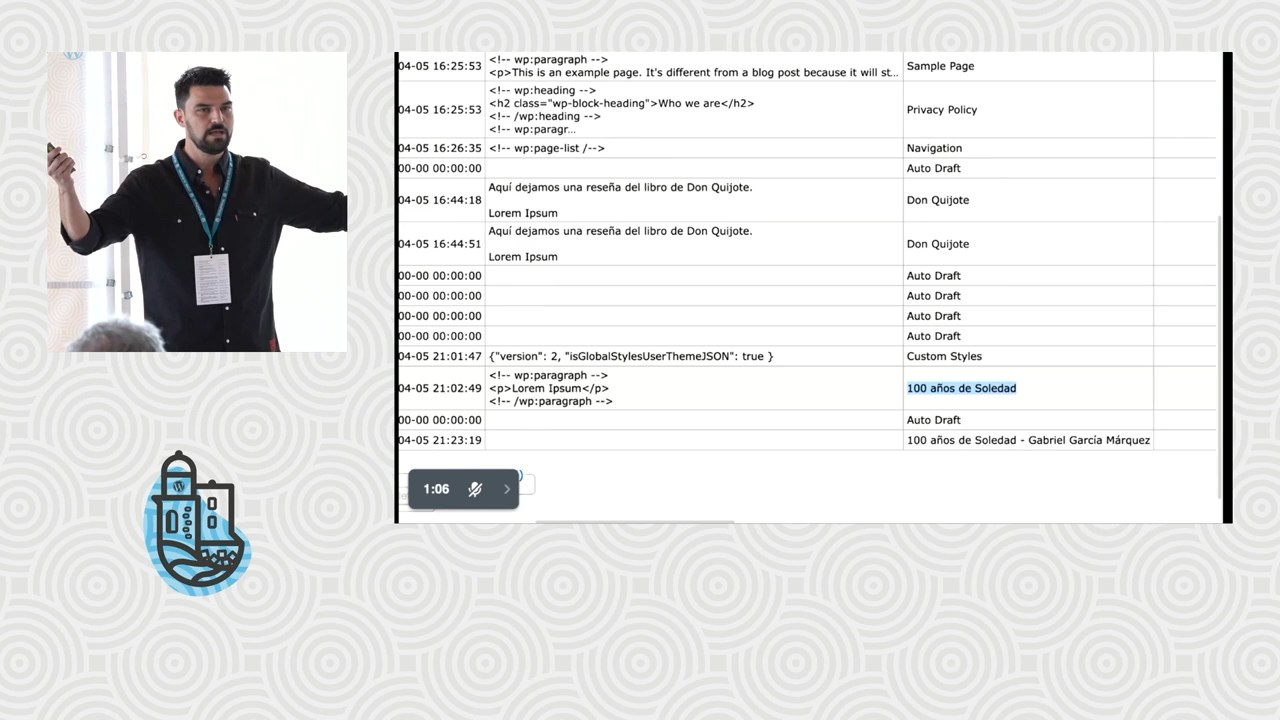 04-05 16:25:53
<!-- wp:paragraph -->
<p>This is an example page. It's different from a blog post because it will st...
Sample Page
04-05 16:25:53
<!-- wp:heading -->
<h2 class="wp-block-heading">Who we are</h2>
<!-- /wp:heading -->
<!-- wp:paragr...
Privacy Policy
04-05 16:26:35
<!-- wp:page-list /-->
Navigation
00-00 00:00:00
Auto Draft
04-05 16:44:18
Aquí dejamos una reseña del libro de Don Quijote.
Lorem Ipsum
Don Quijote
04-05 16:44:51
Aquí dejamos una reseña del libro de Don Quijote.
Lorem Ipsum
Don Quijote
00-00 00:00:00
Auto Draft
00-00 00:00:00
Auto Draft
00-00 00:00:00
Auto Draft
00-00 00:00:00
Auto Draft
04-05 21:01:47
{"version": 2, "isGlobalStylesUserThemeJSON": true }
Custom Styles
04-05 21:02:49
<!-- wp:paragraph -->
<p>Lorem Ipsum</p>
<!-- /wp:paragraph -->
100 años de Soledad
00-00 00:00:00
Auto Draft
04-05 21:23:19
100 años de Soledad - Gabriel García Márquez
1:06